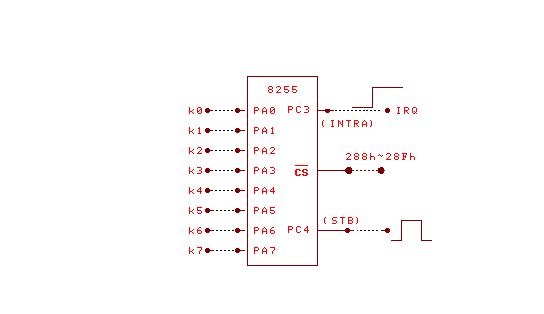 8255
k0 PA0 PC3 IRQ
(INTRA)
k1 PA1
k2 PA2
288h~28Fh
k3 PA3 CS
k4 PA4
k5 PA5
(STB)
k6 PA6 PC4
k7 PA7